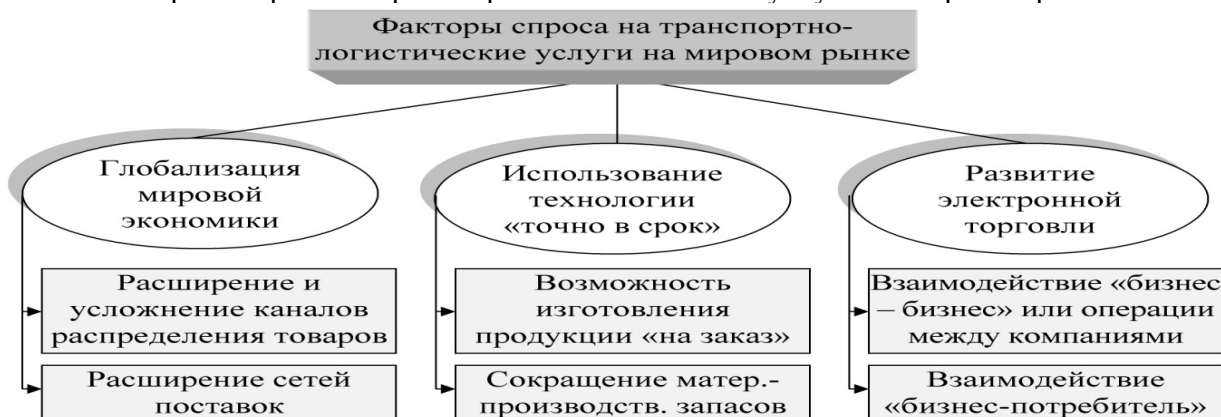 Факторы спроса на транспортно-
логистические услуги на мировом рынке
Глобализация
мировой
экономики
Использование
технологии
«точно в срок»
Развитие
электронной
торговли
Расширение и
усложнение каналов
распределения товаров
Возможность
изготовления
продукции «на заказ»
Взаимодействие «бизнес
– бизнес» или операции
между компаниями
Расширение сетей
поставок
Сокращение матер.-
производств. запасов
Взаимодействие
«бизнес-потребитель»